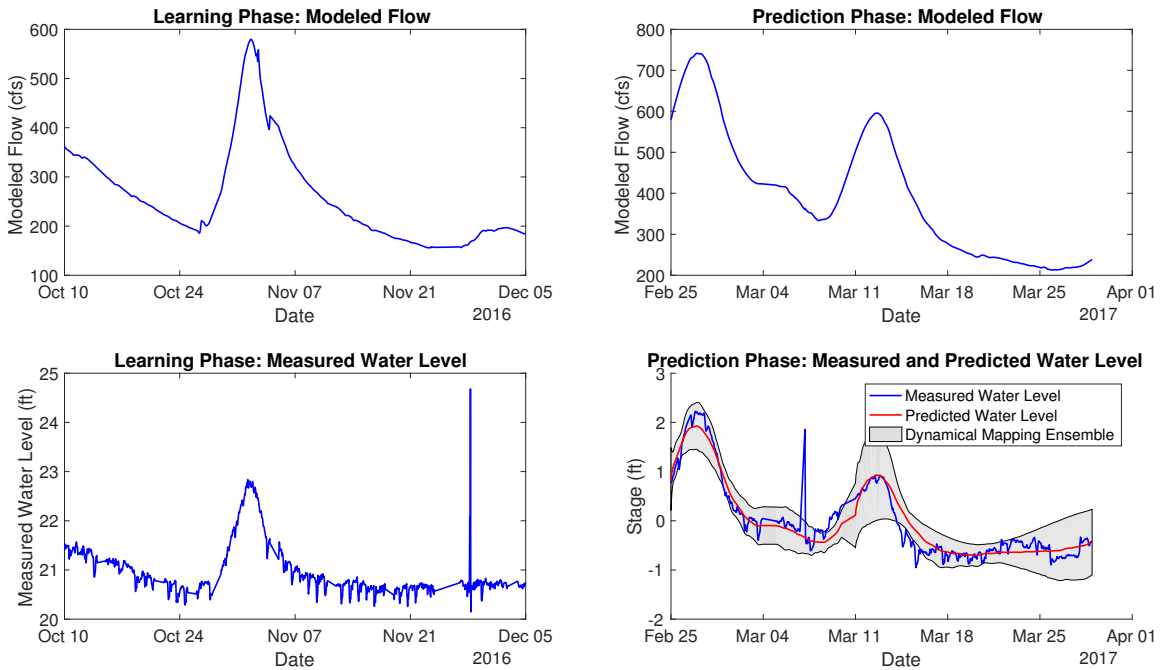 Learning Phase: Modeled Flow
600
500
400
300
200
100
Modeled Flow (cfs)
Oct 10
Oct 24
Nov 07
Nov 21
Dec 05
Date
2016
Prediction Phase: Modeled Flow
800
700
600
500
400
300
200
Modeled Flow (cfs)
Feb 25
Mar 04
Mar 11
Mar 18
Mar 25
Apr 01
Date
2017
Learning Phase: Measured Water Level
25
24
23
22
21
20
Measured Water Level (ft)
Oct 10
Oct 24
Nov 07
Nov 21
Dec 05
Date
2016
Prediction Phase: Measured and Predicted Water Level
3
2
1
0
-1
-2
Stage (ft)
Measured Water Level
Predicted Water Level
Dynamical Mapping Ensemble
Feb 25
Mar 04
Mar 11
Mar 18
Mar 25
Apr 01
Date
2017